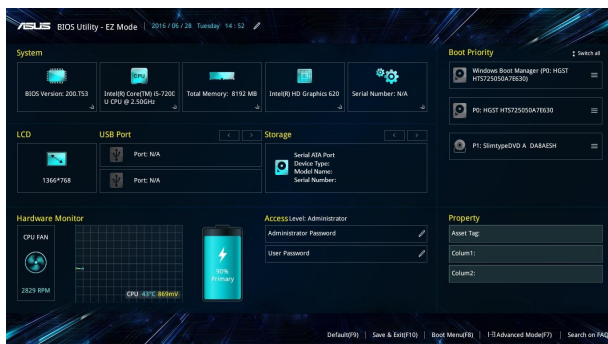 ASUS BIOS Utility - EZ Mode 2016 / 06 / 28 Tuesday 14 : 52
System
BIOS Version: 200.T53
Intel(R) Core(TM) i5-720C
U CPU @ 2.50GHz
CPU
Total Memory: 8192 MB
Intel(R) HD Graphics 620
Serial Number: N/A
Boot Priority
Switch all
Windows Boot Manager (P0: HGST
HTS725050A7E630)
P0: HGST HTS725050A7E630
P1: SlimtypeDVD A DA8AESH
LCD
1366*768
USB Port
Port: N/A
Port: N/A
Storage
Serial ATA Port
Device Type:
Model Name:
Serial Number:
Hardware Monitor
CPU FAN
2829 RPM
CPU 43°C 869mV
90%
Primary
Access Level: Administrator
Administrator Password
User Password
Property
Asset Tag:
Colum1:
Colum2:
Default(F9) | Save & Exit(F10) | Boot Menu(F8) | Advanced Mode(F7) | Search on FAQ